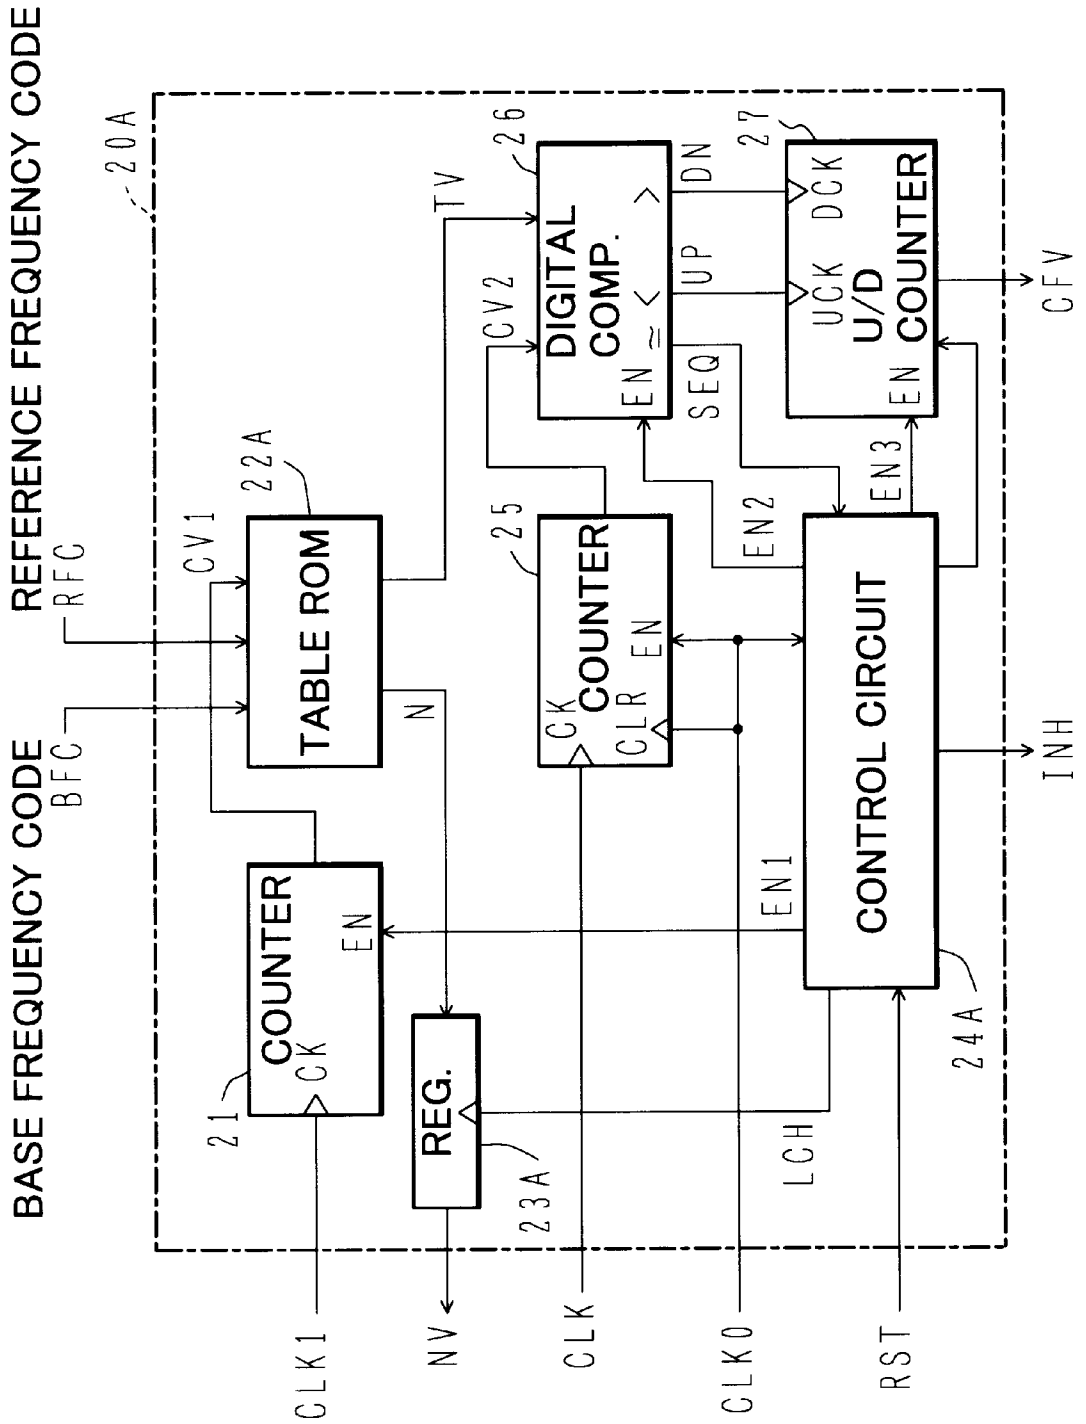 BASE FREQUENCY CODE
REFERENCE FREQUENCY CODE
BFC
RFC
20A
CLK1
21
COUNTER
CK
EN
CV1
22A
TABLE ROM
N
TV
NV
REG.
23A
CLK
25
COUNTER
CK
CLR
EN
CV2
26
DIGITAL
COMP.
EN
≃
<
>
SEQ
UP
DN
CLK0
LCH
EN1
EN2
27
UCK
DCK
U/D
COUNTER
EN
EN3
RST
24A
CONTROL CIRCUIT
INH
CFV